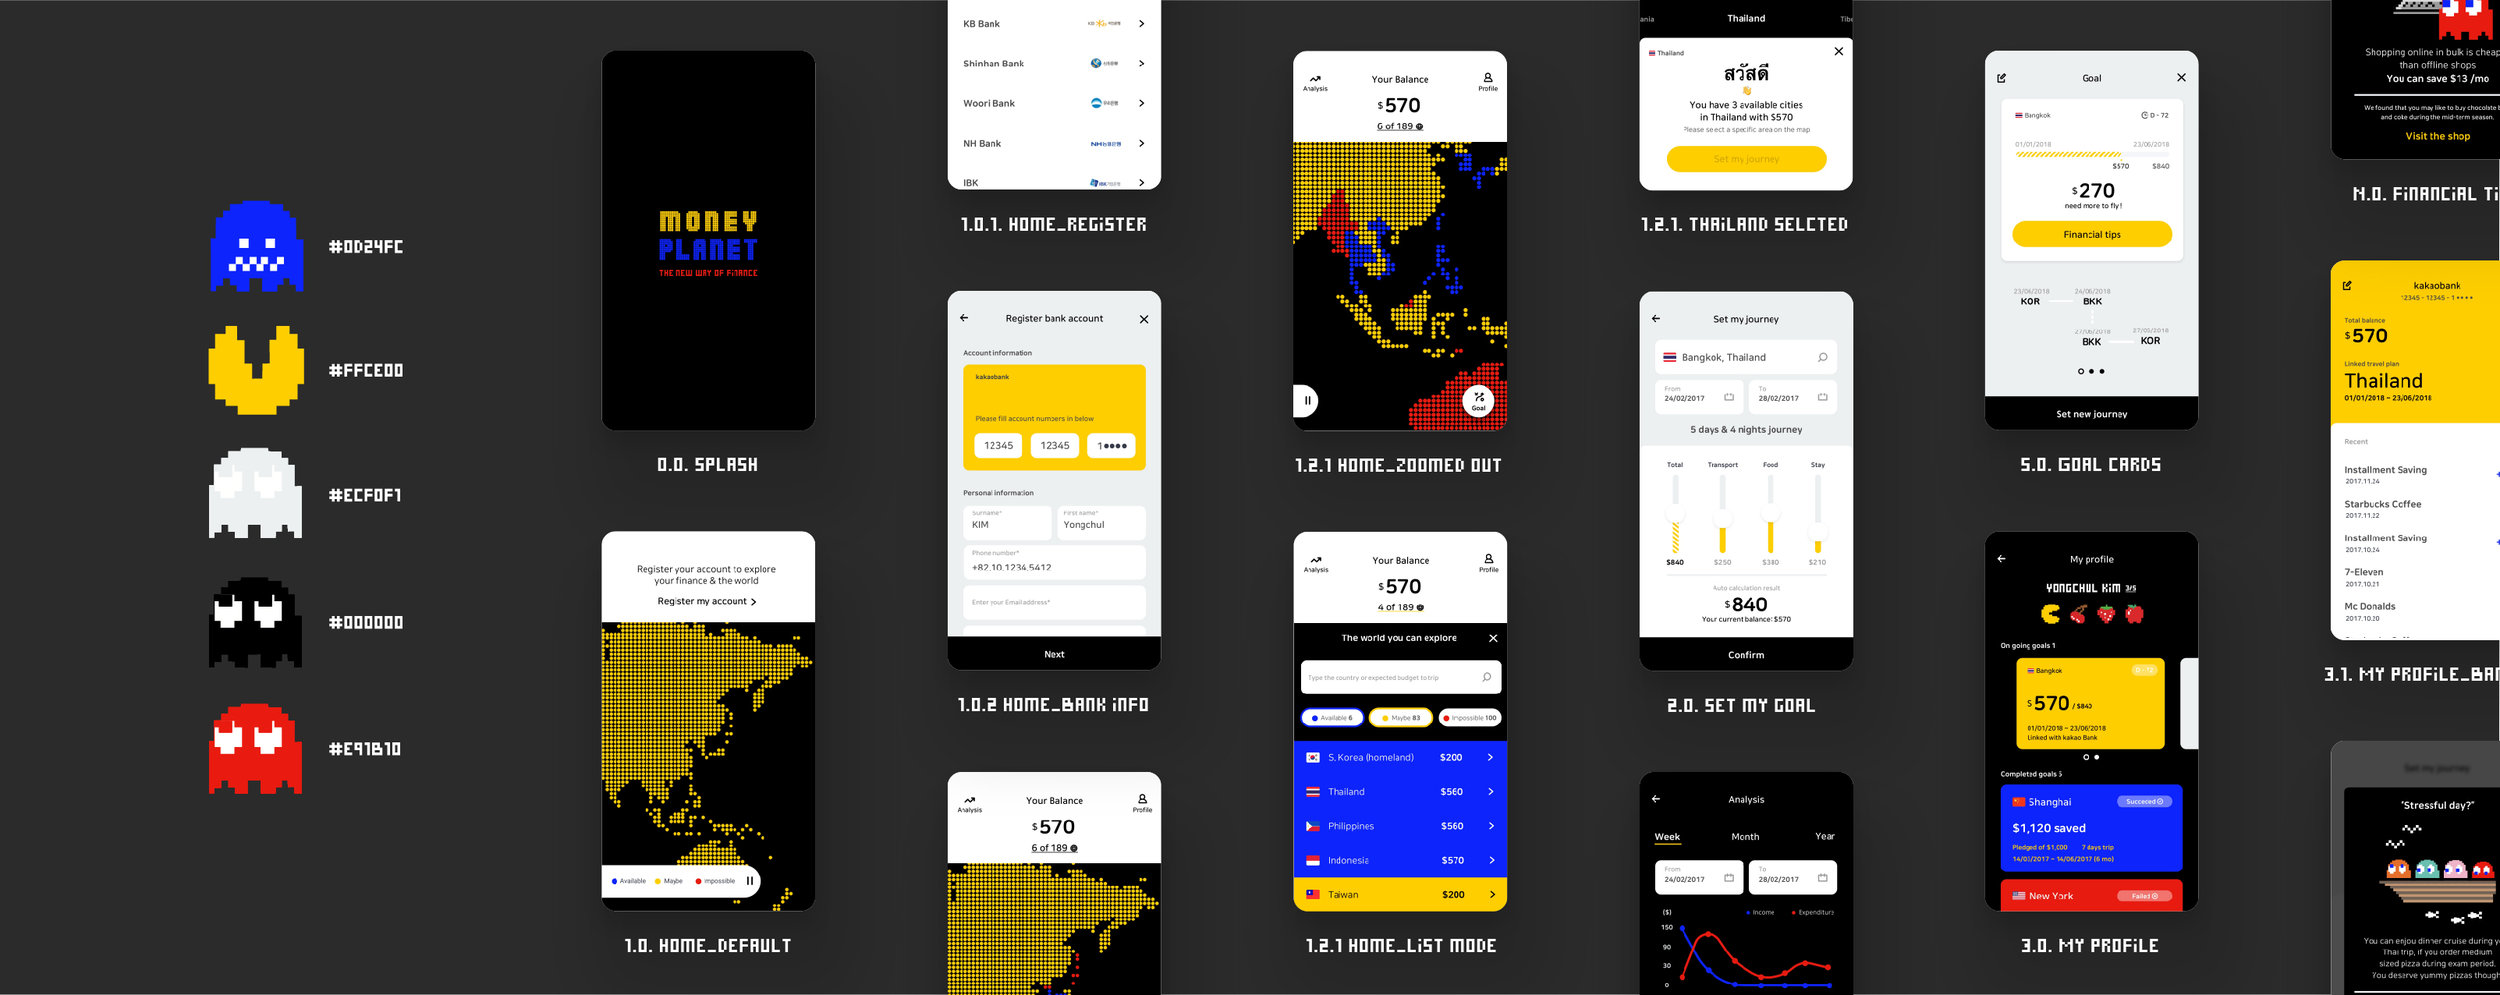 #0D24FC
#FFCE00
#ECF0F1
#000000
#E91B10
MONEY
PLANET
THE NEW WAY OF FINANCE
0.0. SPLASH
Register your account to explore
your finance & the world
Register my account
Available
Maybe
Impossible
1.0. HOME_DEFAULT
KB Bank
Shinhan Bank
Woori Bank
NH Bank
IBK
1.0.1. HOME_REGISTER
Register bank account
Account information
kakaobank
Please fill account numbers in below
12345
12345
1••••
Personal information
Surname*
KIM
First name*
Yongchul
Phone number*
+82.10.1234.5412
Enter your Email address*
Next
1.0.2 HOME_BANK INFO
Analysis
Your Balance
Profile
$570
6 of 189
Analysis
Your Balance
Profile
$570
6 of 189
Goal
1.2.1 HOME_ZOOMED OUT
Analysis
Your Balance
Profile
$570
4 of 189
The world you can explore
Type the country or expected budget to trip
Available 6
Maybe 83
Impossible 100
S. Korea (homeland) $200
Thailand $560
Philippines $560
Indonesia $570
Taiwan $200
1.2.1 HOME_LIST MODE
ania
Thailand
Tibe
Thailand
สวัสดี
You have 3 available cities
in Thailand with $570
Please select a specific area on the map
Set my journey
1.2.1. THAILAND SELCTED
Set my journey
Bangkok, Thailand
From
24/02/2017
To
28/02/2017
5 days & 4 nights journey
Total Transport Food Stay
$840 $250 $380 $210
Auto calculation result
$840
Your current balance: $570
Confirm
2.0. SET MY GOAL
Analysis
Week Month Year
From
24/02/2017
To
28/02/2017
($)
Income
Expenditure
150
90
30
0
Goal
Bangkok
D - 72
01/01/2018
23/06/2018
$570 $840
$270
need more to fly!
Financial tips
23/06/2018 24/06/2018
KOR BKK
27/06/2018 27/06/2018
BKK KOR
Set new journey
5.0. GOAL CARDS
My profile
YONGCHUL KIM 3/5
On going goals 1
Bangkok
D - 72
$570 / $840
01/01/2018 ~ 23/06/2018
Linked with kakao Bank
Completed goals 5
Shanghai
Succeced
$1,120 saved
Pledged of $1,000 7 days trip
14/01/2017 ~ 14/06/2017 (6 mo)
New York
Failed
3.0. MY PROFILE
Shopping online in bulk is cheap
than offline shops
You can save $13 /mo
We found that you may like to buy chocolate b
and coke during the mid-term season.
Visit the shop
N.0. FINANCIAL TI
kakaobank
12345 - 12345 - 1••••
Total balance
$570
Linked travel plan
Thailand
01/01/2018 ~ 23/06/2018
Recent
Installment Saving
2017.11.24
Starbucks Coffee
2017.11.22
Installment Saving
2017.10.24
7-Eleven
2017.10.21
Mc Donalds
2017.10.20
3.1. MY PROFILE_BAN
Set my journey
"Stressful day?"
You can enjoy dinner cruise during y
Thai trip, if you order medium
sized pizza during exam period.
You deserve yummy pizzas though